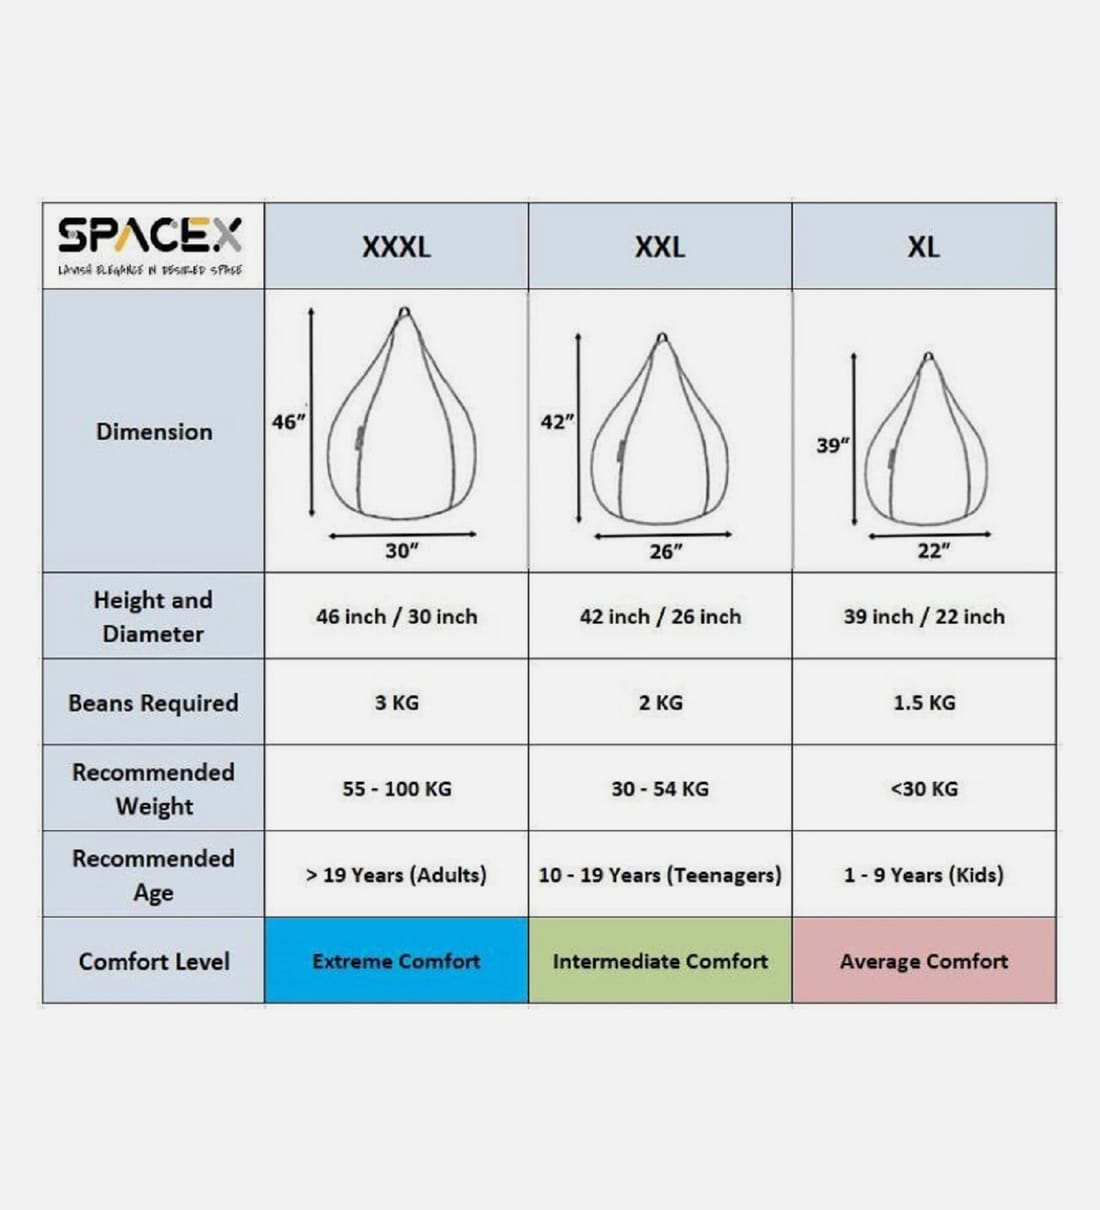 SPACEX
LAVISH ELEGANCE IN DESIRED SPACE
XXXL
XXL
XL
Dimension
46”
30”
42”
26”
39”
22”
Height and
Diameter
46 inch / 30 inch
42 inch / 26 inch
39 inch / 22 inch
Beans Required
3 KG
2 KG
1.5 KG
Recommended
Weight
55 - 100 KG
30 - 54 KG
<30 KG
Recommended
Age
> 19 Years (Adults)
10 - 19 Years (Teenagers)
1 - 9 Years (Kids)
Comfort Level
Extreme Comfort
Intermediate Comfort
Average Comfort